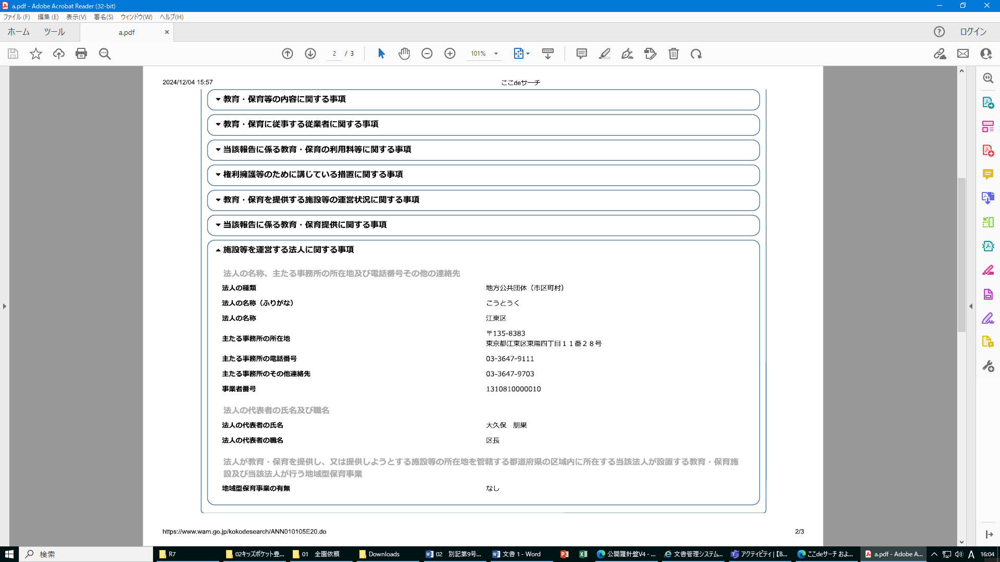 a.pdf - Adobe Acrobat Reader (32-bit)
ファイル(F) 編集(E) 表示(V) 署名(S) ウィンドウ(W) ヘルプ(H)
ホーム ツール a.pdf × ログイン
2 / 3 101%
2024/12/04 15:57 ここdeサーチ
教育・保育等の内容に関する事項
教育・保育に従事する従業者に関する事項
当該報告に係る教育・保育の利用料等に関する事項
権利擁護等のために講じている措置に関する事項
教育・保育を提供する施設等の運営状況に関する事項
当該報告に係る教育・保育提供に関する事項
施設等を運営する法人に関する事項
法人の名称、主たる事務所の所在地及び電話番号その他の連絡先
法人の種類 地方公共団体（市区町村）
法人の名称（ふりがな） こうとうく
法人の名称 江東区
主たる事務所の所在地 〒135-8383
東京都江東区東陽四丁目１１番２８号
主たる事務所の電話番号 03-3647-9111
主たる事務所のその他連絡先 03-3647-9703
事業者番号 1310810000010
法人の代表者の氏名及び職名
法人の代表者の氏名 大久保　朋果
法人の代表者の職名 区長
法人が教育・保育を提供し、又は提供しようとする施設等の所在地を管轄する都道府県の区域内に所在する当該法人が設置する教育・保育施
設及び当該法人が行う地域型保育事業
地域型保育事業の有無 なし
https://www.wam.go.jp/kokodesearch/ANN010105E20.do 2/3
検索 R7 02キッズポケット豊... 01　全園依頼 Downloads 02　別記第9号... 文書 1 - Word 公開羅針盤V4 - ... 文書管理システム... アクティビティ | 【B... ここdeサーチ およ... a.pdf - Adobe A... A 16:04